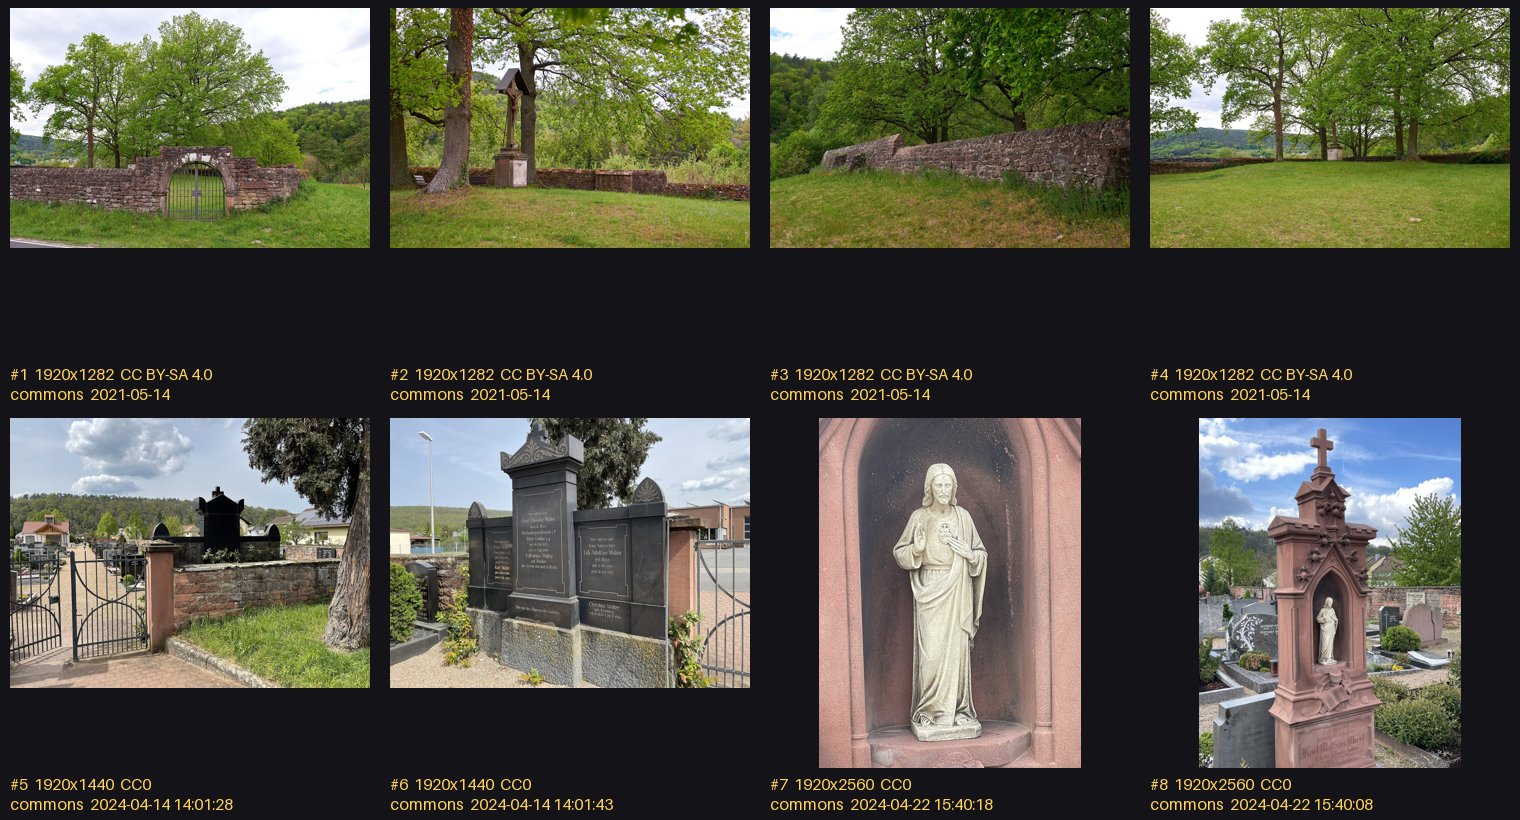 #1 1920x1282 CC BY-SA 4.0
commons 2021-05-14
#2 1920x1282 CC BY-SA 4.0
commons 2021-05-14
#3 1920x1282 CC BY-SA 4.0
commons 2021-05-14
#4 1920x1282 CC BY-SA 4.0
commons 2021-05-14
#5 1920x1440 CC0
commons 2024-04-14 14:01:28
#6 1920x1440 CC0
commons 2024-04-14 14:01:43
#7 1920x2560 CC0
commons 2024-04-22 15:40:18
#8 1920x2560 CC0
commons 2024-04-22 15:40:08